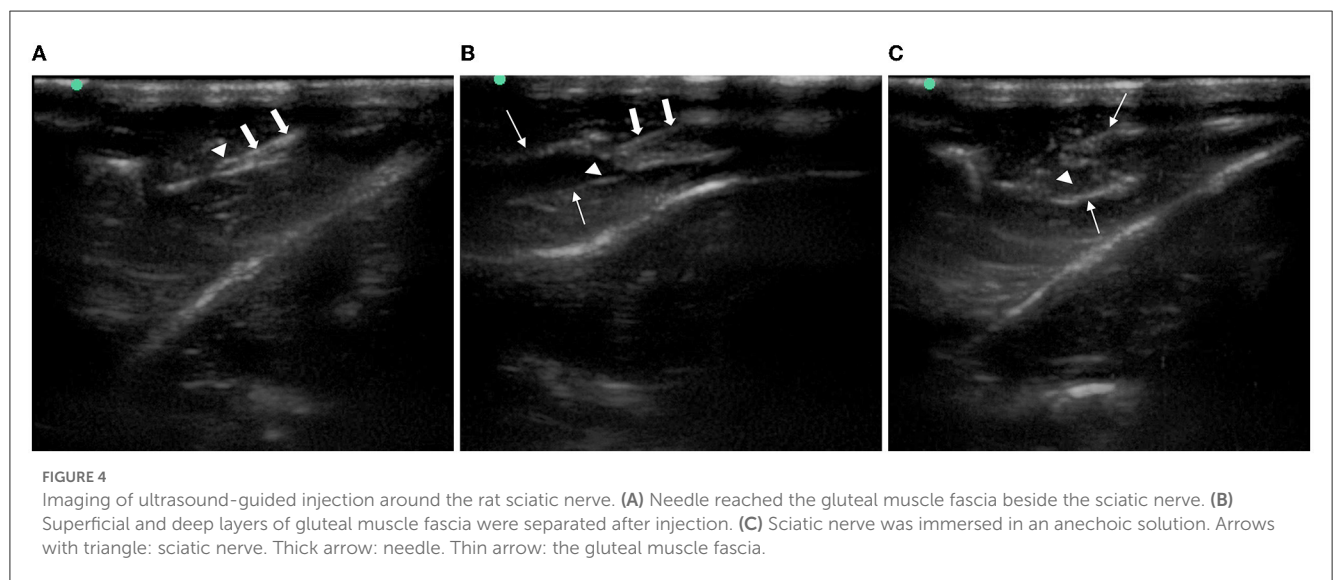 A
B
C
FIGURE 4
Imaging of ultrasound-guided injection around the rat sciatic nerve. (A) Needle reached the gluteal muscle fascia beside the sciatic nerve. (B)
Superficial and deep layers of gluteal muscle fascia were separated after injection. (C) Sciatic nerve was immersed in an anechoic solution. Arrows
with triangle: sciatic nerve. Thick arrow: needle. Thin arrow: the gluteal muscle fascia.